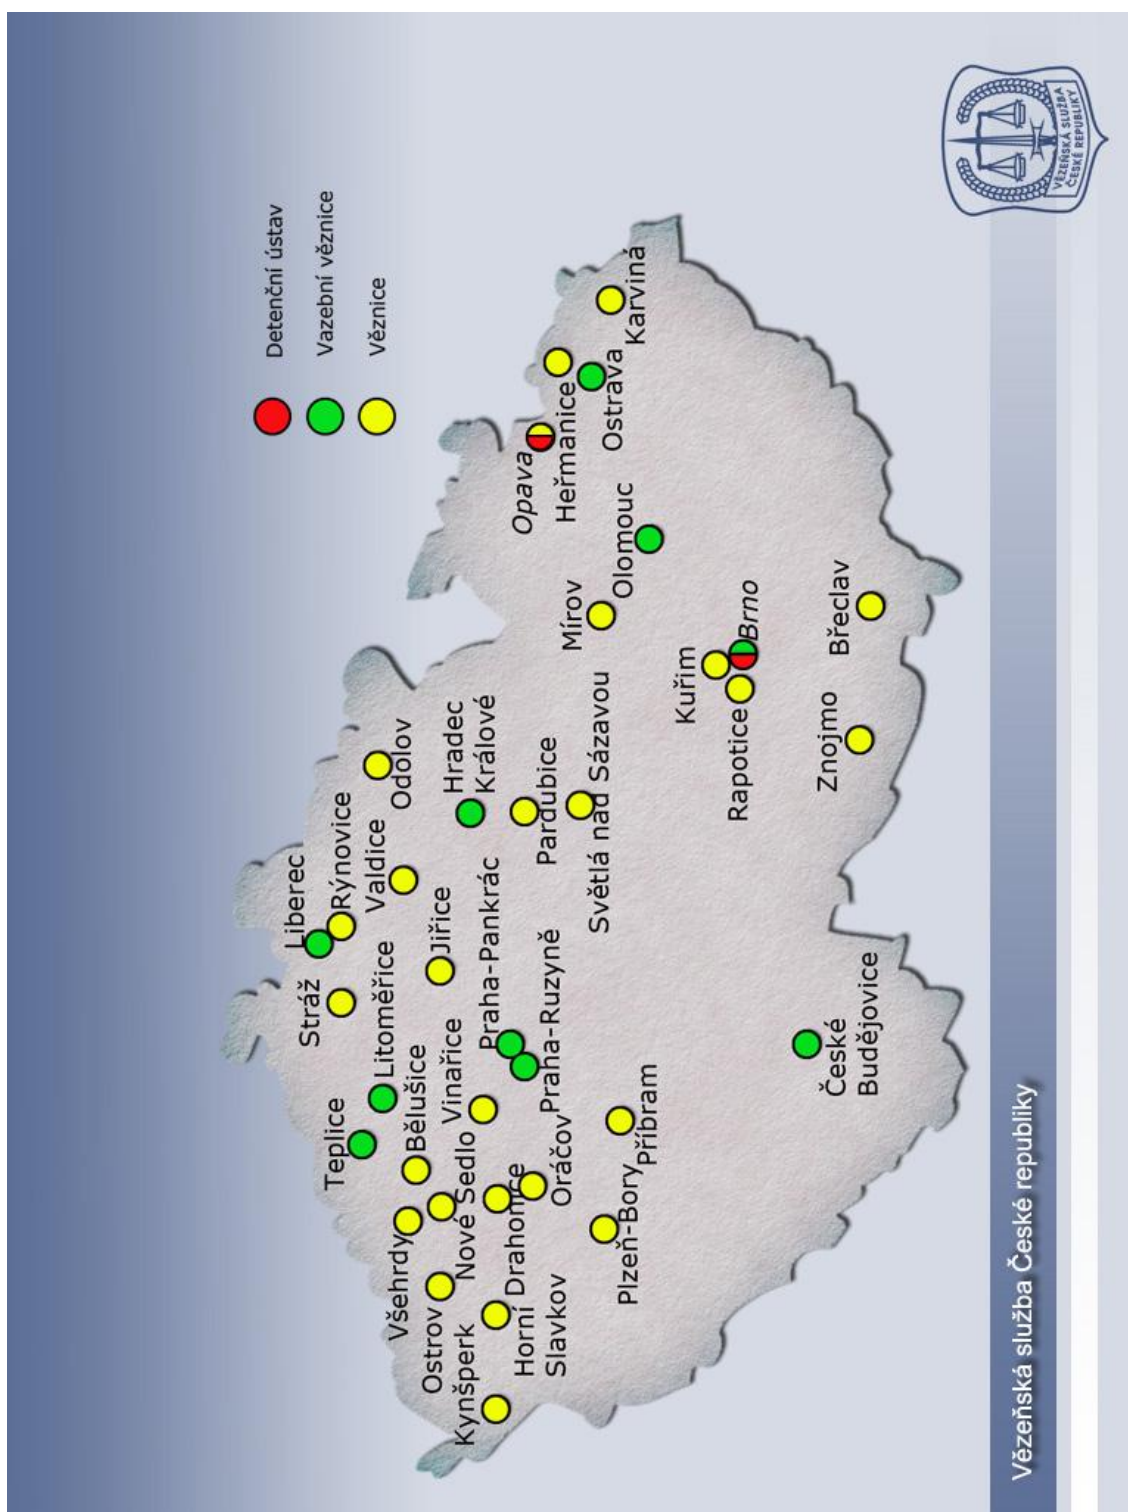 Detenční ústav
Vazební věznice
Věznice
Liberec
Rýnovice
Stráž
Valdice
Odolov
Teplice
Litoměřice
Jiřice
Hradec
Králové
Bělušice
Vinařice
Praha-Pankrác
Pardubice
Všehrdy
Nové Sedlo
Praha-Ruzyně
Světlá nad Sázavou
Ostrov
Kynšperk
Drahonice
Oráčov
Horní
Slavkov
Plzeň-Bory
Příbram
České
Budějovice
Opava
Heřmanice
Ostrava
Karviná
Mírov
Olomouc
Kuřim
Brno
Rapotice
Znojmo
Břeclav
Vězeňská služba České republiky
VĚZEŇSKÁ SLUŽBA
ČESKÉ REPUBLIKY